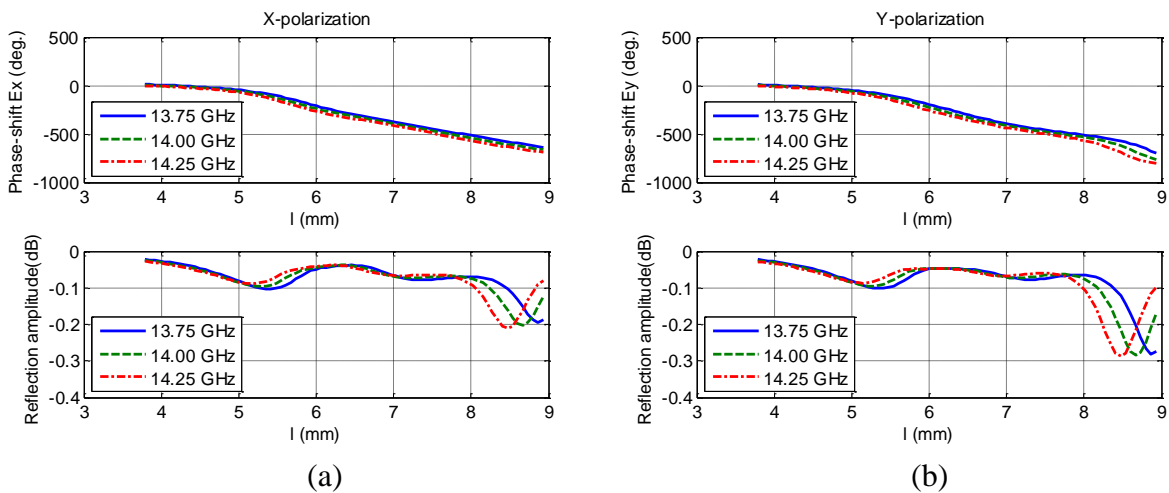 X-polarization
Phase-shift Ex (deg.)
500
0
-500
-1000
13.75 GHz
14.00 GHz
14.25 GHz
3 4 5 6 7 8 9
l (mm)
Reflection amplitude(dB)
0
-0.1
-0.2
-0.3
-0.4
13.75 GHz
14.00 GHz
14.25 GHz
3 4 5 6 7 8 9
l (mm)
(a)
Y-polarization
Phase-shift Ey (deg.)
500
0
-500
-1000
13.75 GHz
14.00 GHz
14.25 GHz
3 4 5 6 7 8 9
l (mm)
Reflection amplitude(dB)
0
-0.1
-0.2
-0.3
-0.4
13.75 GHz
14.00 GHz
14.25 GHz
3 4 5 6 7 8 9
l (mm)
(b)